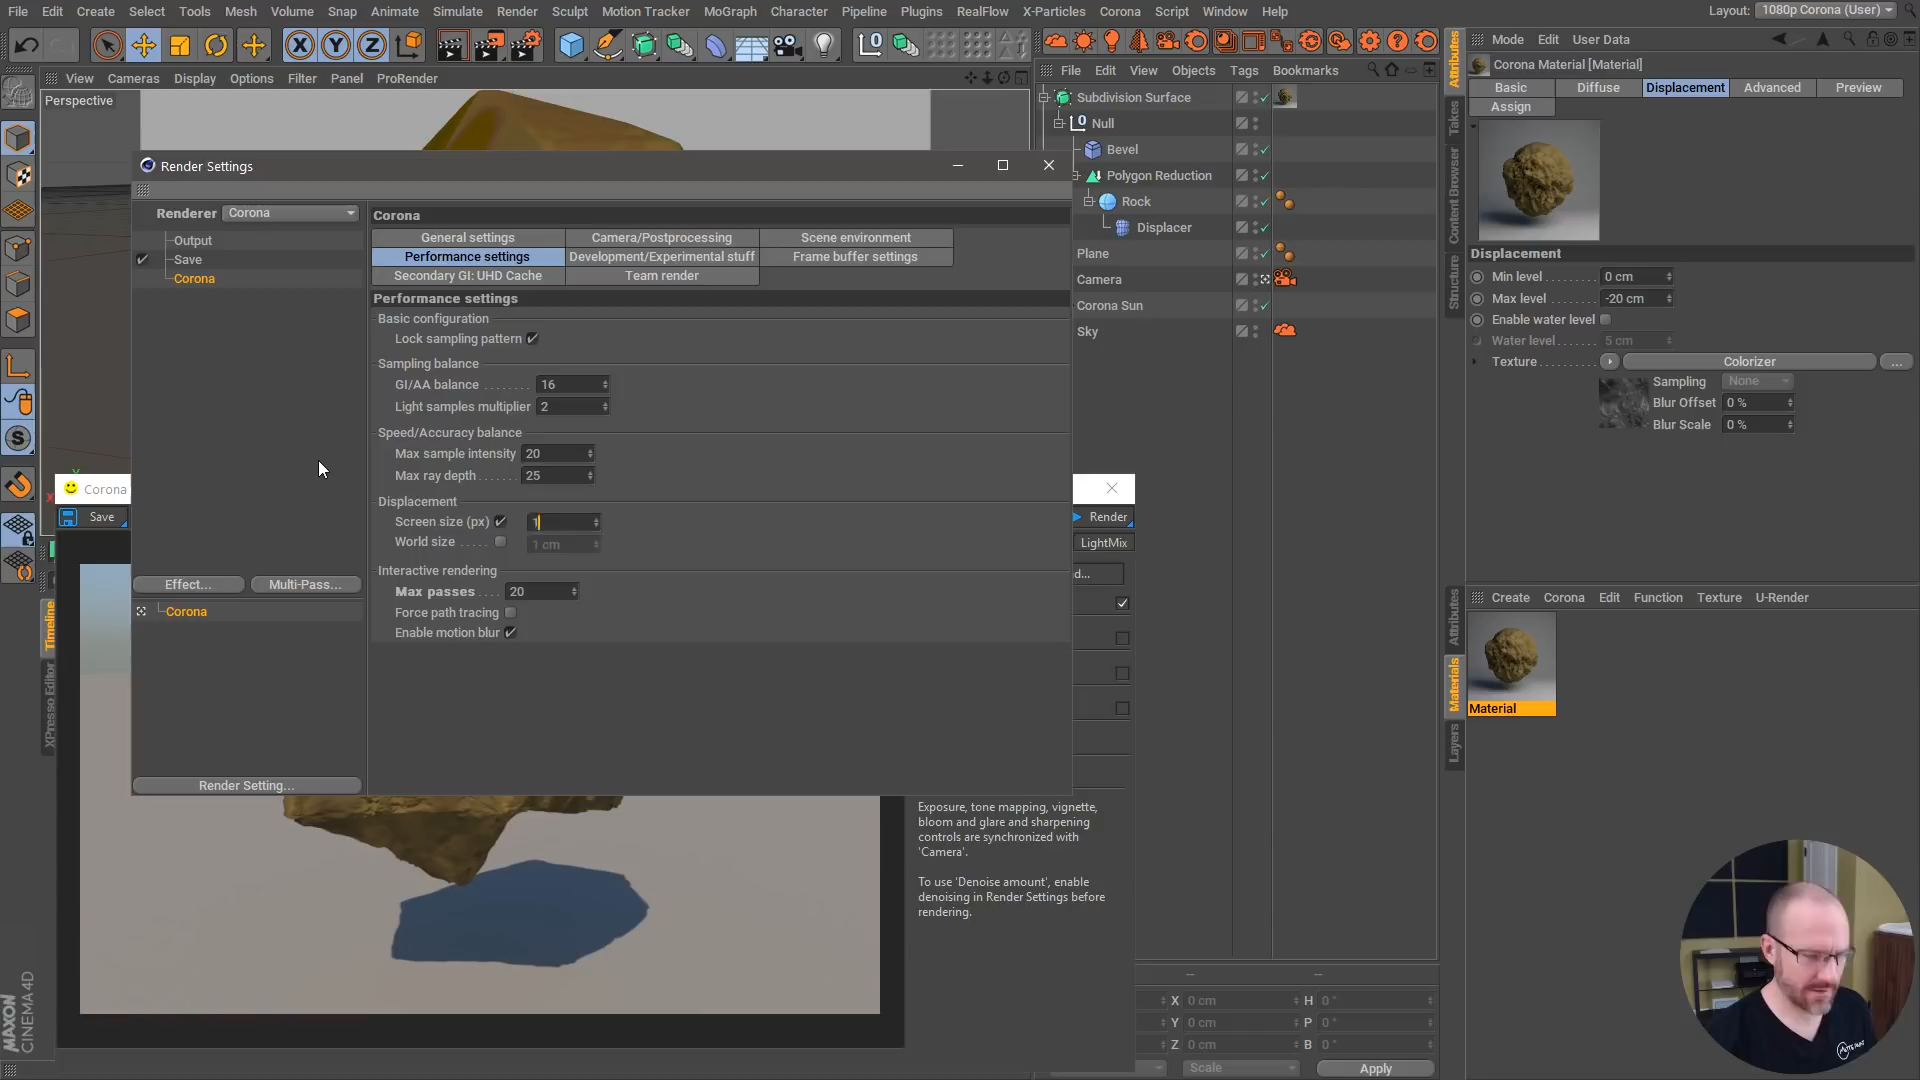 File Edit Create Select Tools Mesh Volume Snap Animate Simulate Render Sculpt Motion Tracker MoGraph Character Pipeline Plugins RealFlow X-Particles Corona Script Window Help Layout: 1080p Corona (User)
X Y Z
View Cameras Display Options Filter Panel ProRender
Perspective
File Edit View Objects Tags Bookmarks
Mode Edit User Data
Corona Material [Material]
Basic Diffuse Displacement Advanced Preview
Assign
Attributes
Takes
Content Browser
Structure
Subdivision Surface
Null
Bevel
Polygon Reduction
Rock
Displacer
Plane
Camera
Corona Sun
Sky
Render Settings
Renderer Corona
Output
Save
Corona
Corona
General settings Camera/Postprocessing Scene environment
Performance settings Development/Experimental stuff Frame buffer settings
Secondary GI: UHD Cache Team render
Performance settings
Basic configuration
Lock sampling pattern
Sampling balance
GI/AA balance 16
Light samples multiplier 2
Speed/Accuracy balance
Max sample intensity 20
Max ray depth 25
Displacement
Screen size (px) 1
World size 1 cm
Interactive rendering
Max passes 20
Force path tracing
Enable motion blur
Effect... Multi-Pass...
Corona
Render Setting...
Displacement
Min level 0 cm
Max level -20 cm
Enable water level
Water level 5 cm
Texture Colorizer ...
Sampling None
Blur Offset 0 %
Blur Scale 0 %
Corona
Save
Render
LightMix
d...
Timeline
XPresso Editor
Exposure, tone mapping, vignette,
bloom and glare and sharpening
controls are synchronized with
'Camera'.
To use 'Denoise amount', enable
denoising in Render Settings before
rendering.
Create Corona Edit Function Texture U-Render
Attributes
Materials
Layers
Material
-- --
X 0 cm H 0 °
Y 0 cm P 0 °
Z 0 cm B 0 °
Scale Apply
MAXON
CINEMA 4D